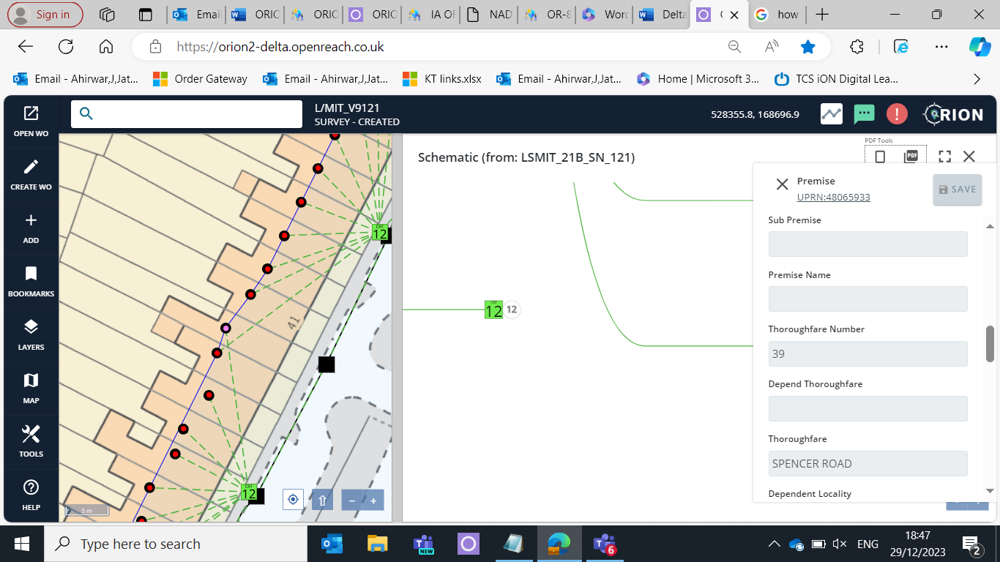 Sign in
Email
ORIC
ORIC
ORIC
IA OF
NAD
OR-8
Word
Delta
how
https://orion2-delta.openreach.co.uk
Email - Ahirwar,J,Jat...
Order Gateway
Email - Ahirwar,J,Jat...
KT links.xlsx
Email - Ahirwar,J,Jat...
Home | Microsoft 3...
TCS iON Digital Lea...
OPEN WO
CREATE WO
ADD
BOOKMARKS
LAYERS
MAP
TOOLS
HELP
L/MIT_V9121
SURVEY - CREATED
528355.8, 168696.9
ORION
CBT
12
41
CBT
12
5 m
Schematic (from: LSMIT_21B_SN_121)
PDF Tools
PDF
CBT
12
12
Premise
UPRN:48065933
SAVE
Sub Premise
Premise Name
Thoroughfare Number
39
Depend Thoroughfare
Thoroughfare
SPENCER ROAD
Dependent Locality
Type here to search
NEW
6
ENG
18:47
29/12/2023
2